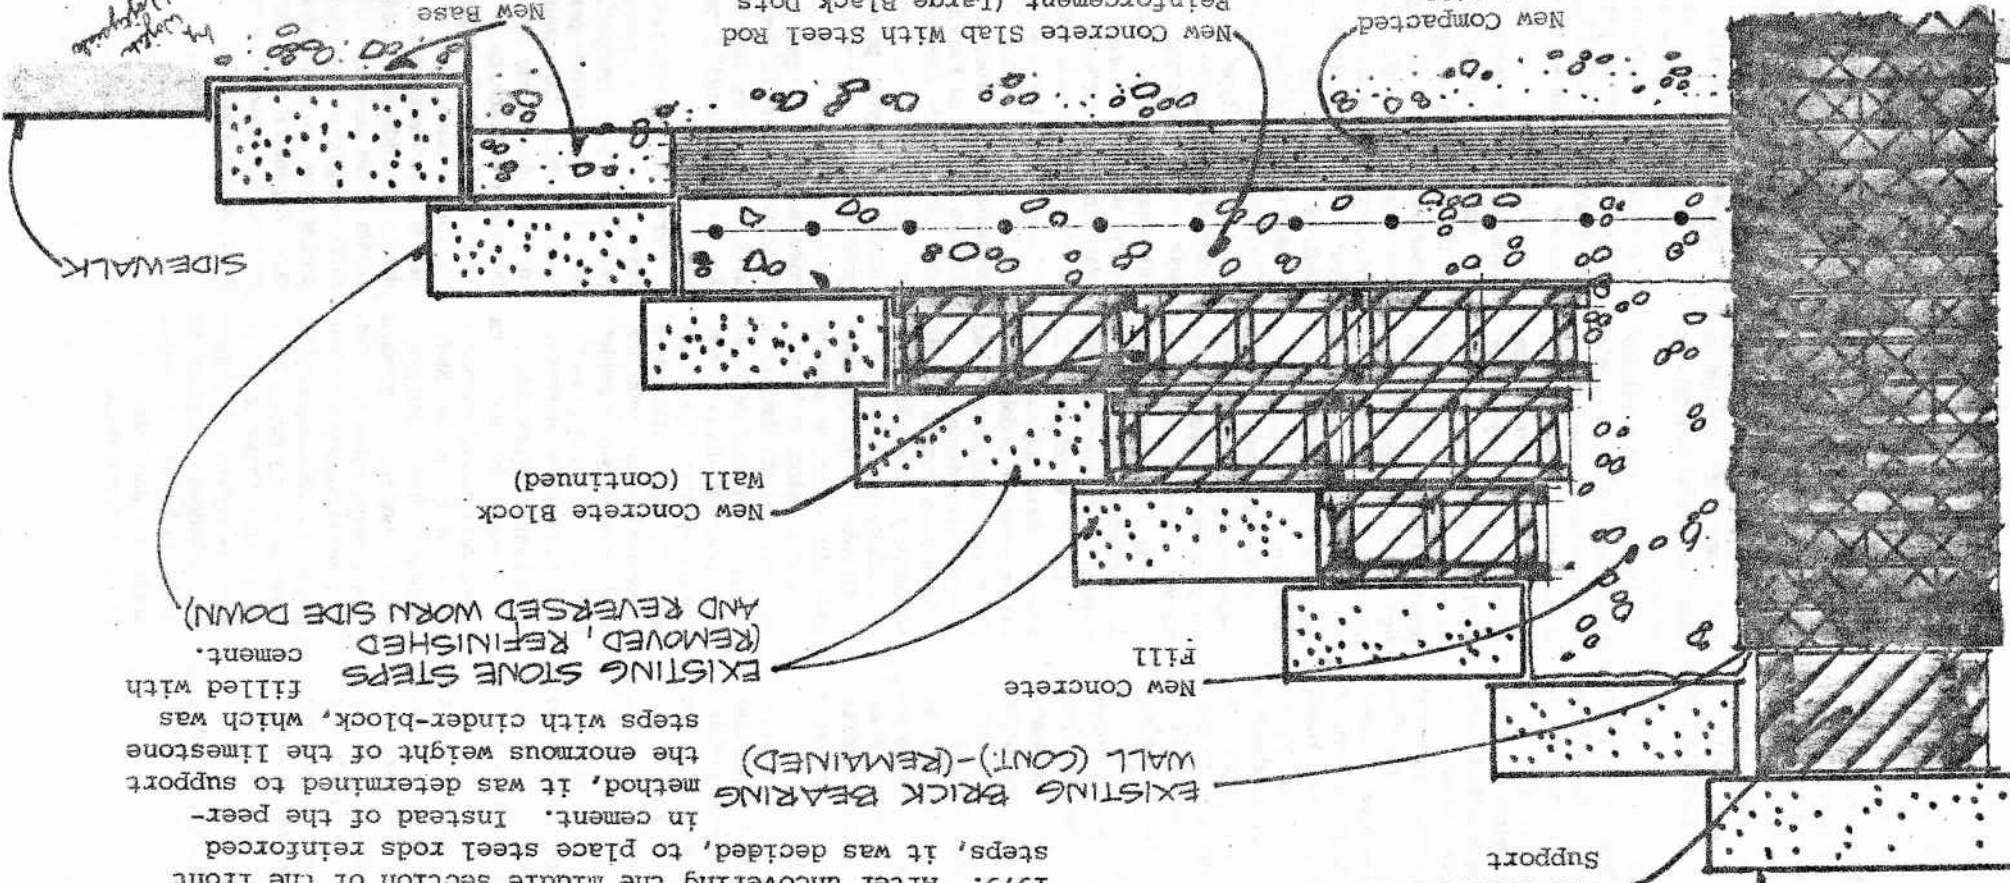 Support
After uncovering the middle section of the front
steps, it was decided, to place steel rods reinforced
in cement. Instead of the peer-
method, it was determined to support
the enormous weight of the limestone
steps with cinder-block, which was
filled with
cement.
EXISTING BRICK BEARING
WALL (CONT.)-(REMAINED)
New Concrete
Fill
EXISTING STONE STEPS
(REMOVED, REFINISHED
AND REVERSED WORN SIDE DOWN)
New Concrete Block
Wall (Continued)
SIDEWALK
New Compacted
New Concrete Slab With Steel Rod
Reinforcement (Large Black Dots
New Base